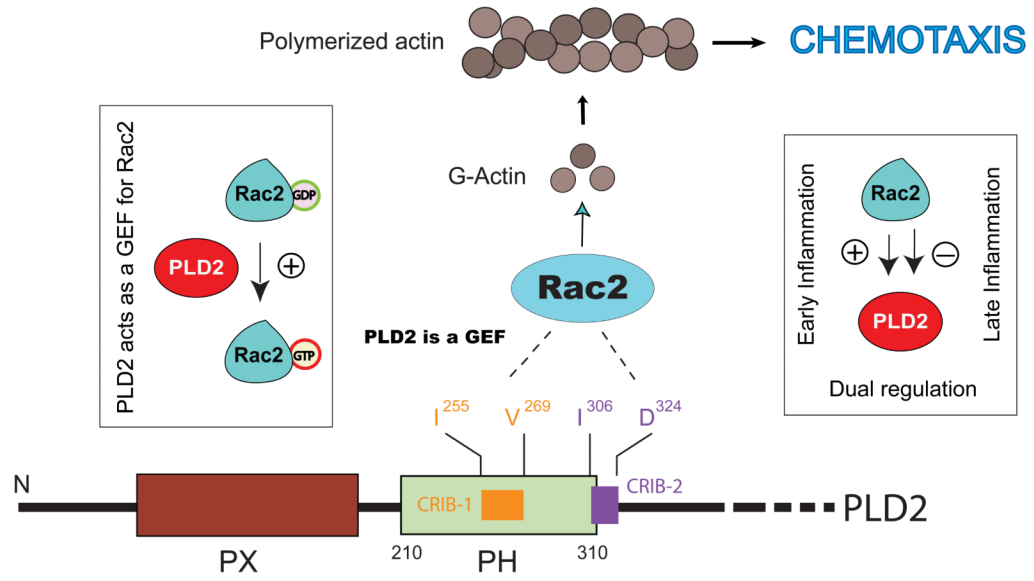 Polymerized actin
CHEMOTAXIS
PLD2 acts as a GEF for Rac2
Rac2
GDP
PLD2
+
Rac2
GTP
G-Actin
Rac2
PLD2 is a GEF
Early Inflammation
Late Inflammation
Rac2
+
−
PLD2
Dual regulation
I255
V269
I306
D324
N
CRIB-1
CRIB-2
PLD2
210
310
PX
PH